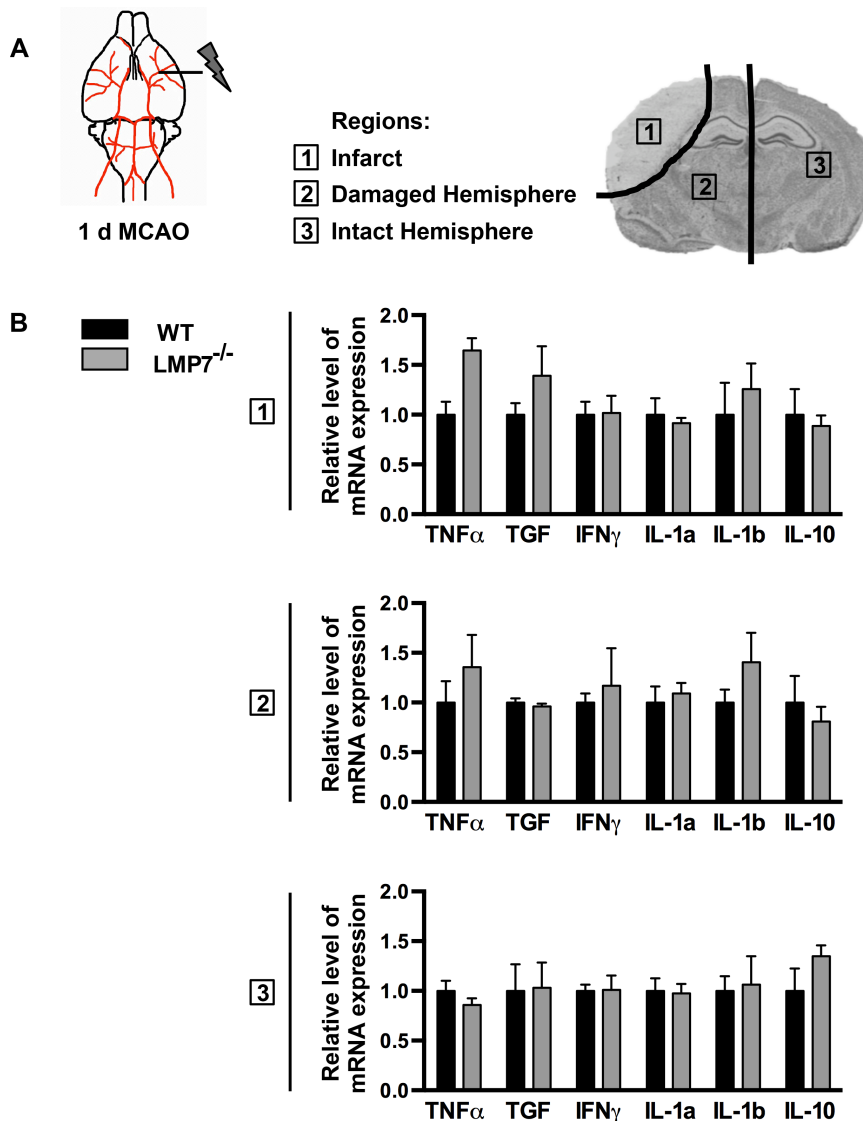 A
1 d MCAO
Regions:
1 Infarct
2 Damaged Hemisphere
3 Intact Hemisphere
1
2
3
B
WT
LMP7-/-
1
Relative level of
mRNA expression
2.0
1.5
1.0
0.5
0.0
TNFα TGF IFNγ IL-1a IL-1b IL-10
2
Relative level of
mRNA expression
2.0
1.5
1.0
0.5
0.0
TNFα TGF IFNγ IL-1a IL-1b IL-10
3
Relative level of
mRNA expression
2.0
1.5
1.0
0.5
0.0
TNFα TGF IFNγ IL-1a IL-1b IL-10